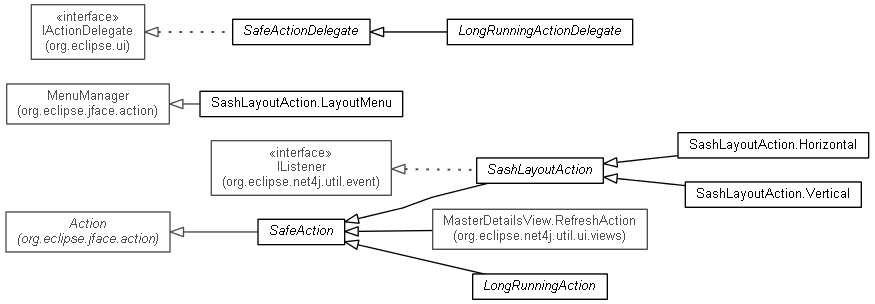 «interface»
IActionDelegate
(org.eclipse.ui)
SafeActionDelegate
LongRunningActionDelegate
MenuManager
(org.eclipse.jface.action)
SashLayoutAction.LayoutMenu
«interface»
IListener
(org.eclipse.net4j.util.event)
SashLayoutAction
SashLayoutAction.Horizontal
SashLayoutAction.Vertical
Action
(org.eclipse.jface.action)
SafeAction
MasterDetailsView.RefreshAction
(org.eclipse.net4j.util.ui.views)
LongRunningAction